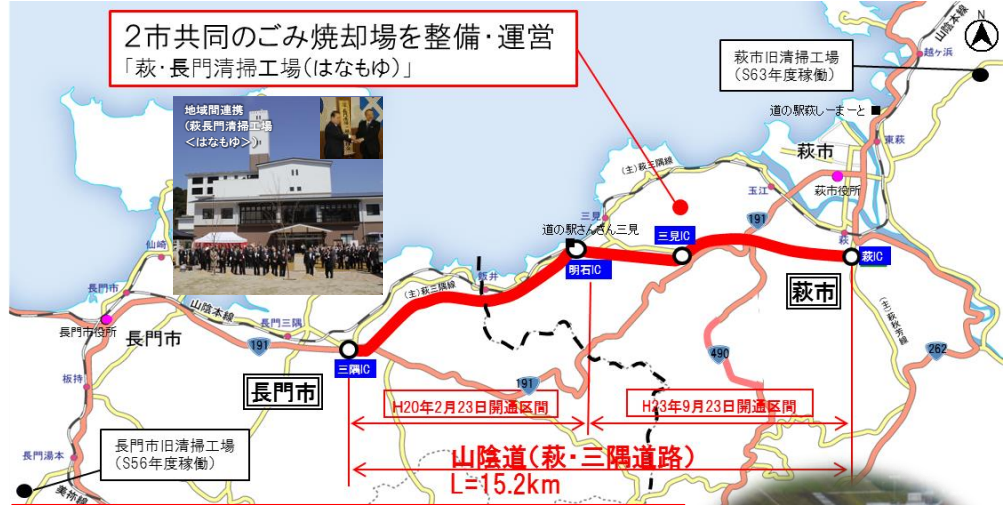 2市共同のごみ焼却場を整備・運営
「萩・長門清掃工場(はなもゆ)」
N
山陰本線
越ヶ浜
萩市旧清掃工場
(S63年度稼働)
道の駅萩しーまーと
東萩
地域間連携
(萩長門清掃工場
<はなもゆ>)
(主)萩三隅線
萩市
玉江
萩市役所
三見
191
道の駅さんさん三見
三見IC
萩
仙崎
明石IC
萩IC
飯井
(主)萩三隅線
萩市
長門市
山陰本線
長門市役所
長門市
長門三隅
(主)萩秋芳線
191
490
262
三隅IC
板持
長門市
191
H20年2月23日開通区間
H23年9月23日開通区間
長門市旧清掃工場
(S56年度稼働)
長門湯本
山陰道(萩・三隅道路)
L=15.2km
美祢線